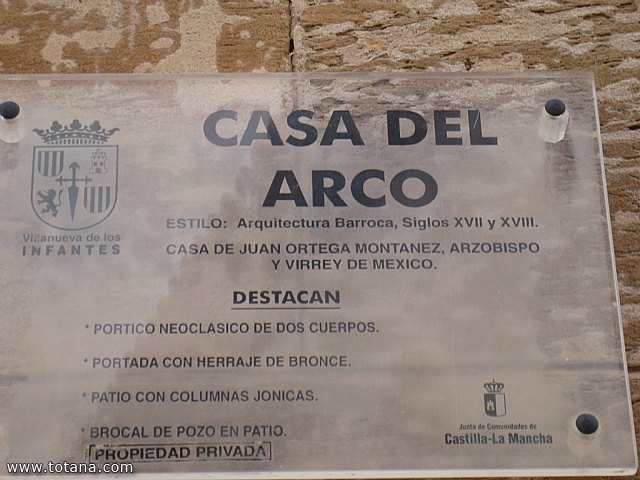 CASA DEL
ARCO
ESTILO: Arquitectura Barroca, Siglos XVII y XVIII.
CASA DE JUAN ORTEGA MONTANEZ, ARZOBISPO
Y VIRREY DE MEXICO.
Villanueva de los
INFANTES
DESTACAN
* PORTICO NEOCLASICO DE DOS CUERPOS.
* PORTADA CON HERRAJE DE BRONCE.
* PATIO CON COLUMNAS JONICAS.
* BROCAL DE POZO EN PATIO.
PROPIEDAD PRIVADA
Junta de Comunidades de
Castilla-La Mancha
www.totana.com